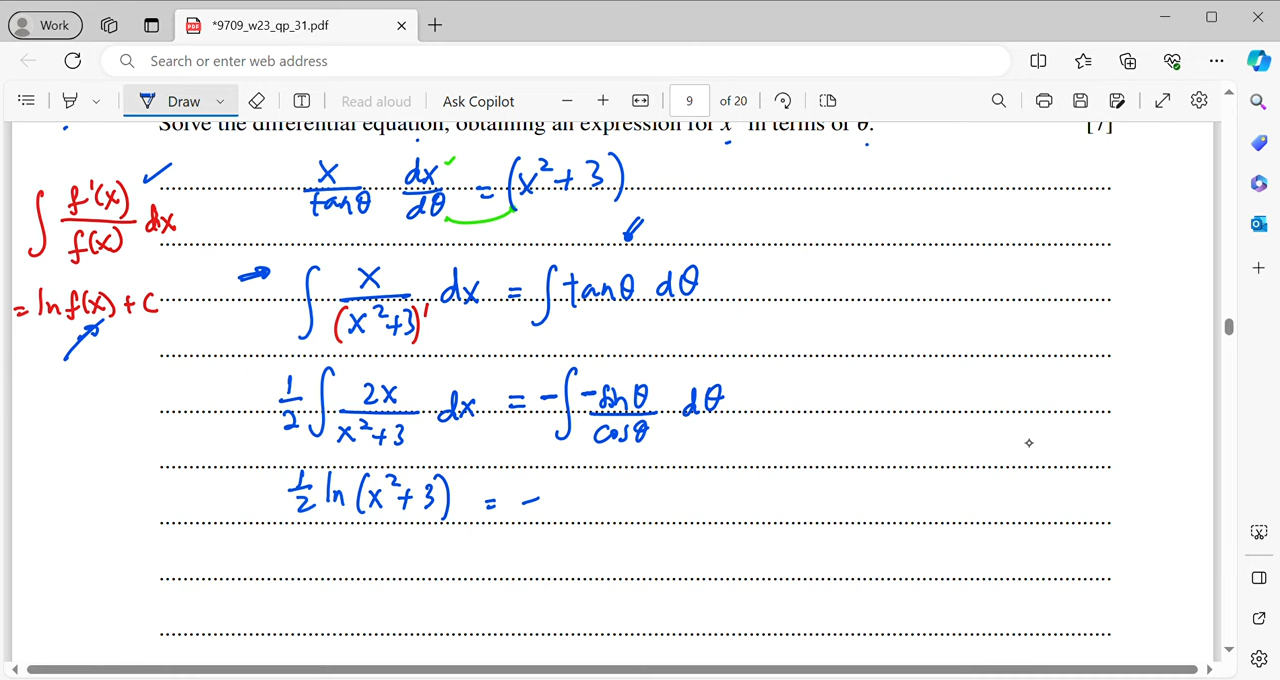 Work
*9709_w23_qp_31.pdf
Search or enter web address
Draw
Read aloud
Ask Copilot
9 of 20
Solve the differential equation, obtaining an expression for x² in terms of θ. [7]
x/tanθ dx/dθ = (x² + 3)
∫ f'(x)/f(x) dx
= ln f(x) + c
∫ x/(x² + 3)' dx = ∫ tanθ dθ
1/2 ∫ 2x/(x² + 3) dx = - ∫ -sinθ/cosθ dθ
1/2 ln (x² + 3) = -